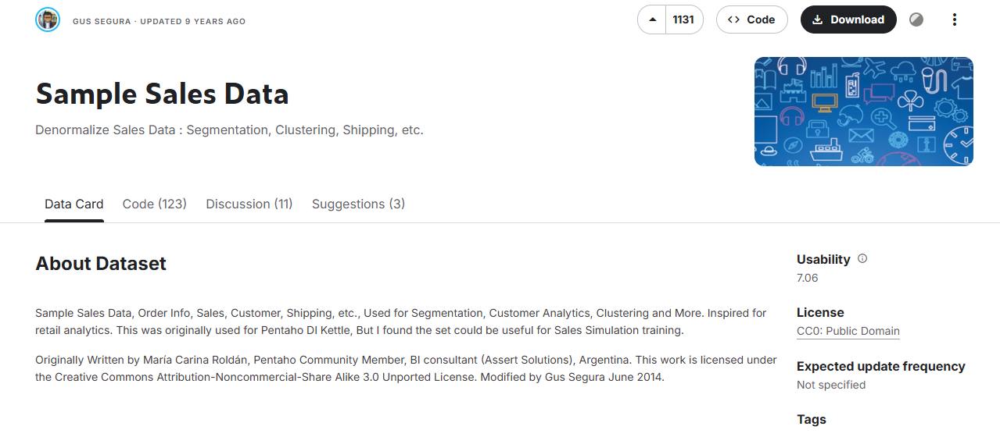 GUS SEGURA · UPDATED 9 YEARS AGO
1131
Code
Download
Sample Sales Data
Denormalize Sales Data : Segmentation, Clustering, Shipping, etc.
Data Card
Code (123)
Discussion (11)
Suggestions (3)
About Dataset
Sample Sales Data, Order Info, Sales, Customer, Shipping, etc., Used for Segmentation, Customer Analytics, Clustering and More. Inspired for
retail analytics. This was originally used for Pentaho DI Kettle, But I found the set could be useful for Sales Simulation training.
Originally Written by María Carina Roldán, Pentaho Community Member, BI consultant (Assert Solutions), Argentina. This work is licensed under
the Creative Commons Attribution-Noncommercial-Share Alike 3.0 Unported License. Modified by Gus Segura June 2014.
Usability
7.06
License
CC0: Public Domain
Expected update frequency
Not specified
Tags